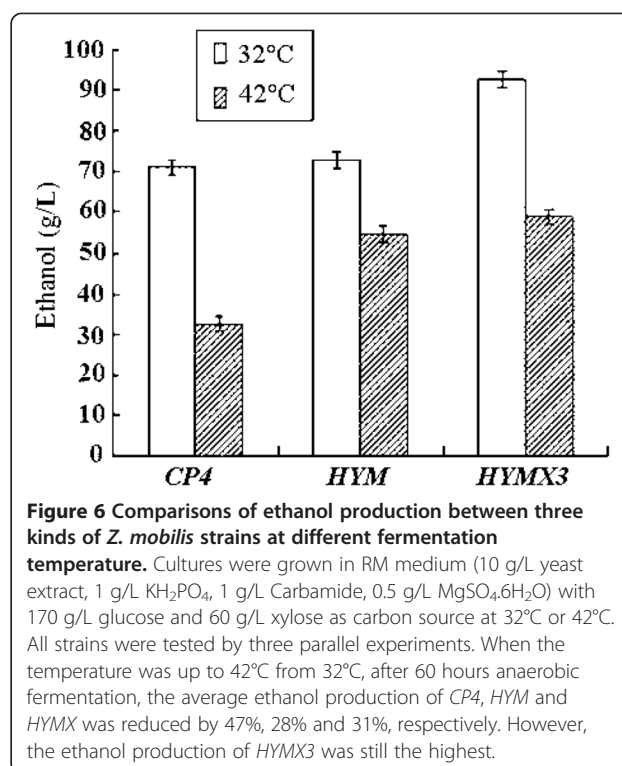 100
90
80
70
60
50
40
30
20
10
0
Ethanol (g/L)
32°C
42°C
CP4 HYM HYMX3
Figure 6 Comparisons of ethanol production between three
kinds of Z. mobilis strains at different fermentation
temperature. Cultures were grown in RM medium (10 g/L yeast
extract, 1 g/L KH₂PO₄, 1 g/L Carbamide, 0.5 g/L MgSO₄.6H₂O) with
170 g/L glucose and 60 g/L xylose as carbon source at 32°C or 42°C.
All strains were tested by three parallel experiments. When the
temperature was up to 42°C from 32°C, after 60 hours anaerobic
fermentation, the average ethanol production of CP4, HYM and
HYMX was reduced by 47%, 28% and 31%, respectively. However,
the ethanol production of HYMX3 was still the highest.